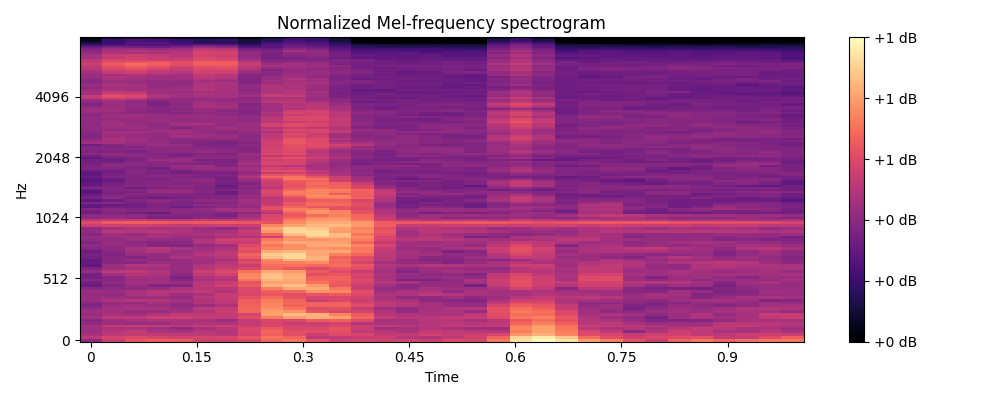 Normalized Mel-frequency spectrogram
Hz
4096
2048
1024
512
0
0
0.15
0.3
0.45
0.6
0.75
0.9
Time
+1 dB
+1 dB
+1 dB
+0 dB
+0 dB
+0 dB